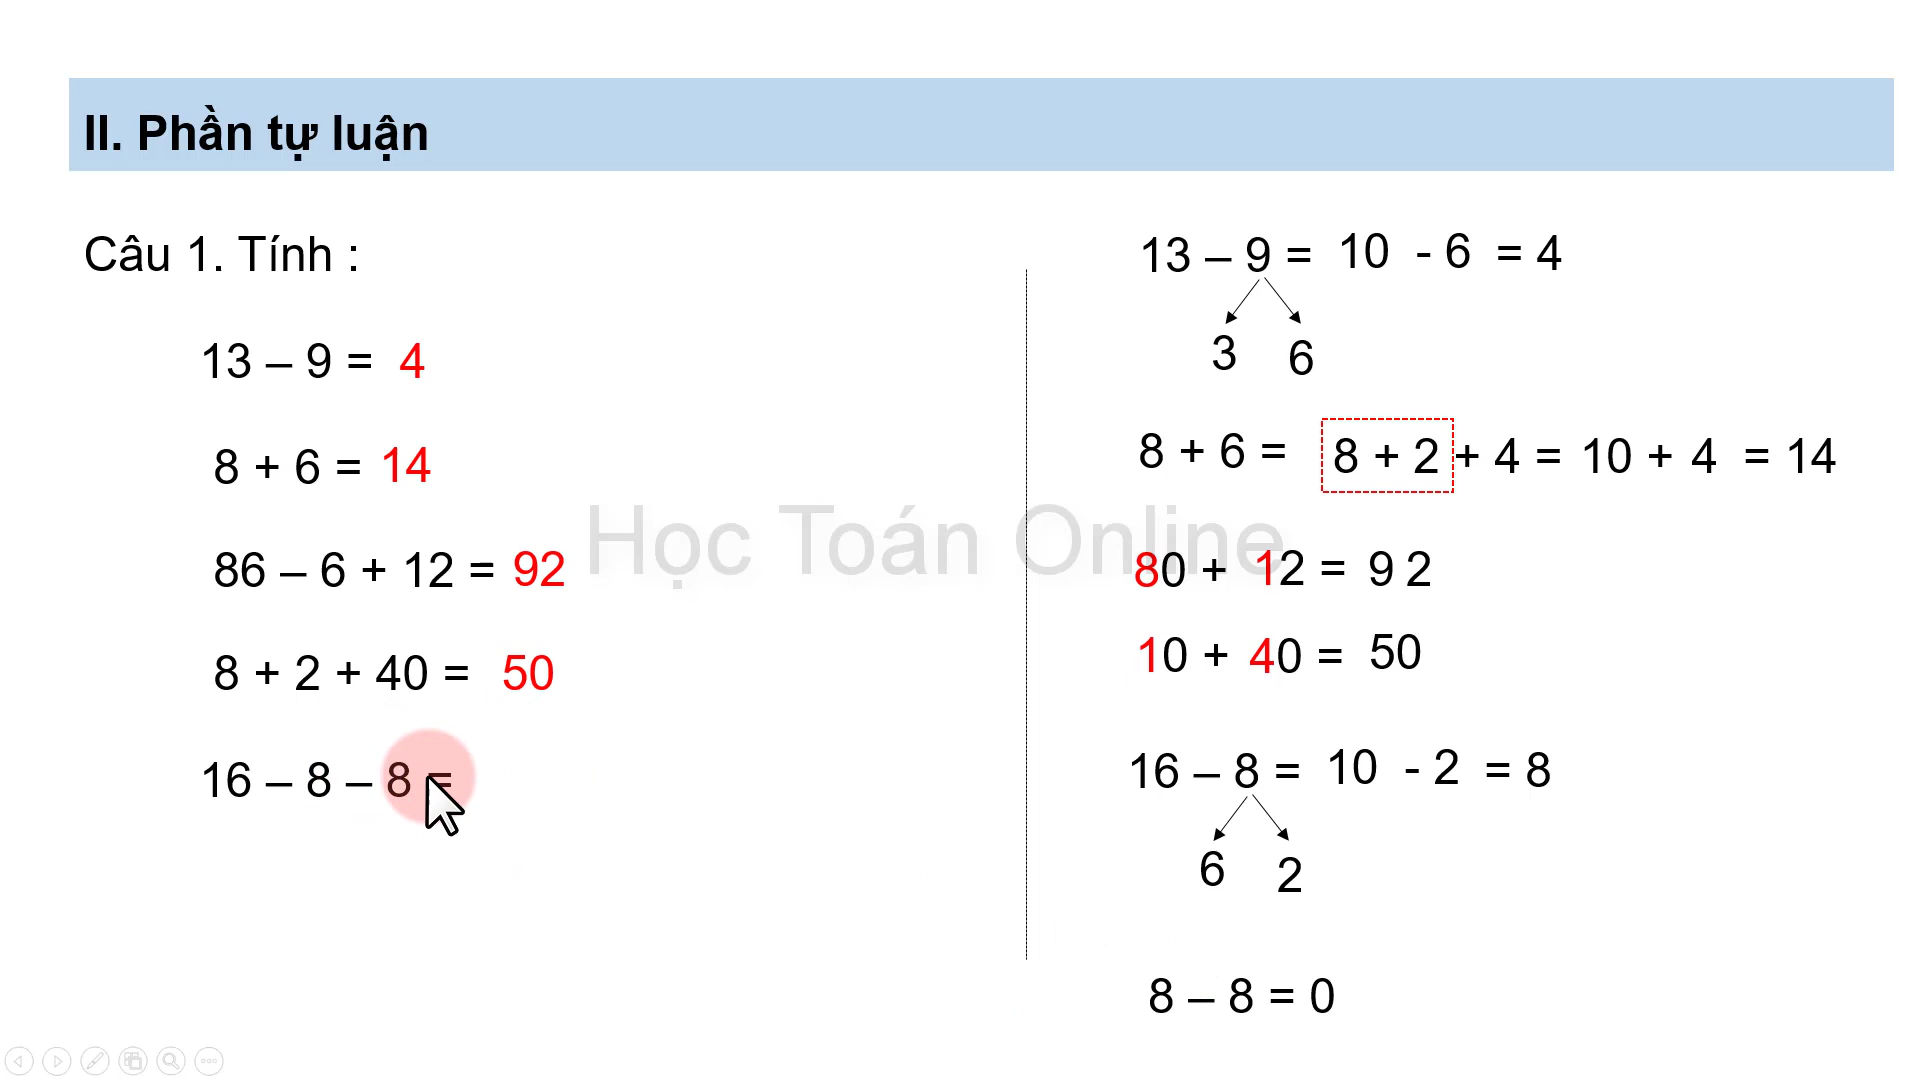 II. Phần tự luận
Câu 1. Tính :
13 – 9 = 4
8 + 6 = 14
86 – 6 + 12 = 92
8 + 2 + 40 = 50
16 – 8 – 8 =
Học Toán Online
13 – 9 = 10 - 6 = 4
3 6
8 + 6 = 8 + 2 + 4 = 10 + 4 = 14
80 + 12 = 9 2
10 + 40 = 50
16 – 8 = 10 - 2 = 8
6 2
8 – 8 = 0